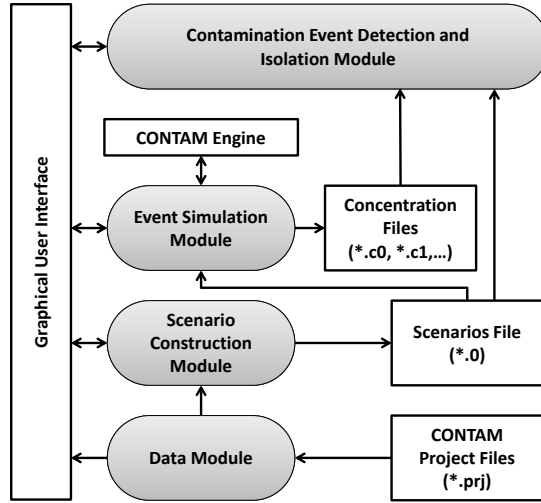 Contamination Event Detection and
Isolation Module
CONTAM Engine
Event Simulation
Module
Concentration
Files
(*.c0, *.c1,...)
Graphical User Interface
Scenario
Construction
Module
Scenarios File
(*.0)
Data Module
CONTAM
Project Files
(*.prj)